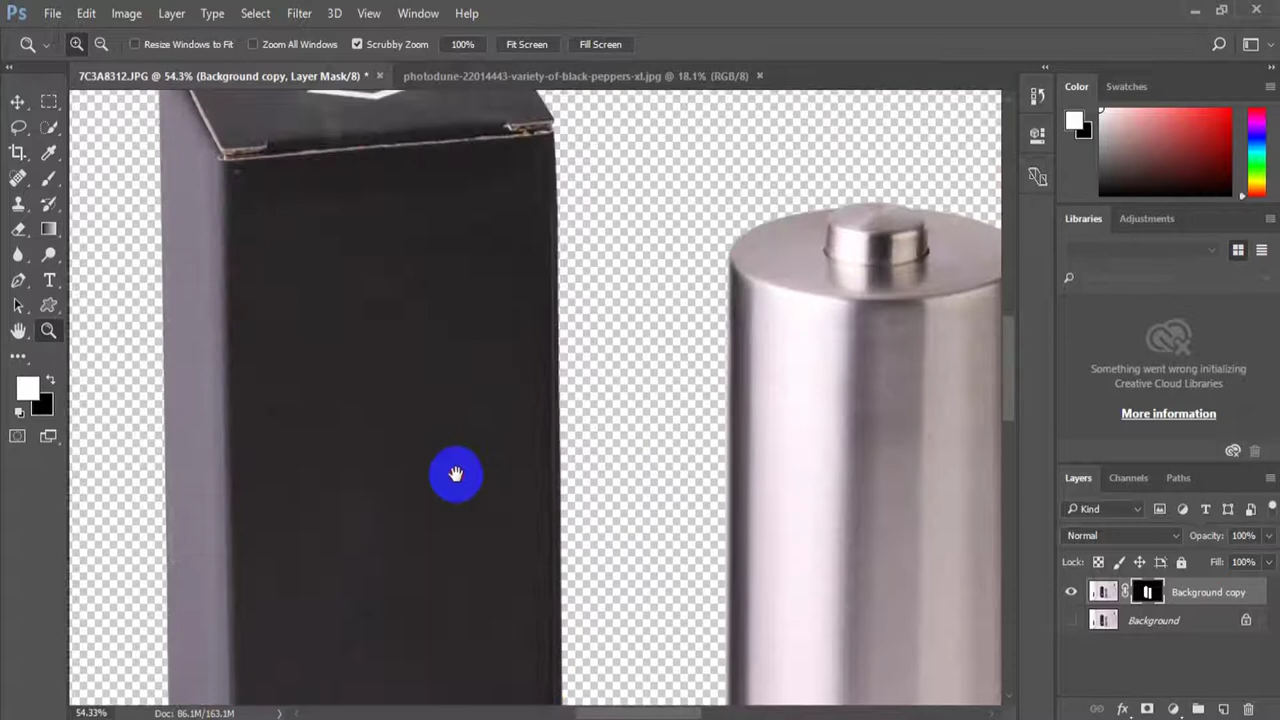 Ps File Edit Image Layer Type Select Filter 3D View Window Help
Resize Windows to Fit Zoom All Windows Scrubby Zoom 100% Fit Screen Fill Screen
7C3A8312.JPG @ 54.3% (Background copy, Layer Mask/8) * × photodune-22014443-variety-of-black-peppers-xl.jpg @ 18.1% (RGB/8) ×
Color Swatches
Libraries Adjustments
Something went wrong initializing
Creative Cloud Libraries
More information
Layers Channels Paths
Kind
Normal Opacity: 100%
Lock: Fill: 100%
Background copy
Background
54.33% Doc: 86.1M/163.1M